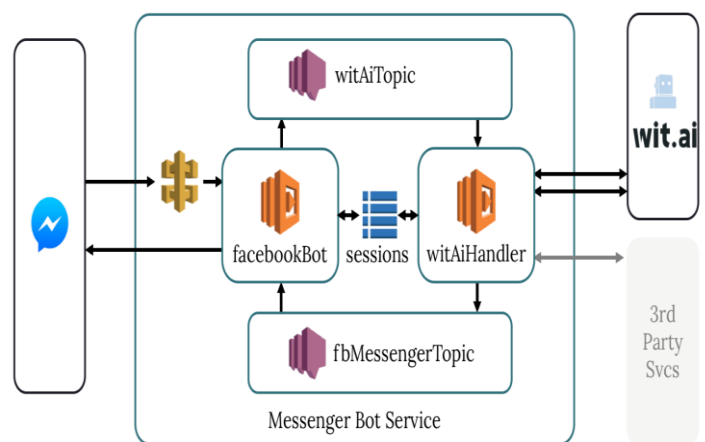 witAiTopic
wit.ai
facebookBot
sessions
witAiHandler
fbMessengerTopic
3rd
Party
Svcs
Messenger Bot Service